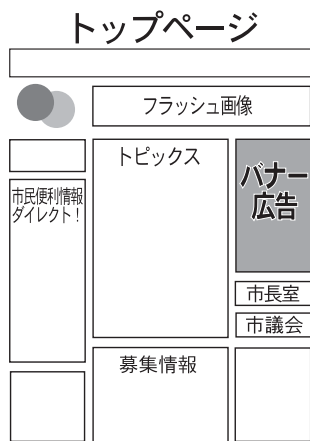 トップページ
フラッシュ画像
市民便利情報
ダイレクト！
トピックス
バナー
広告
市長室
市議会
募集情報